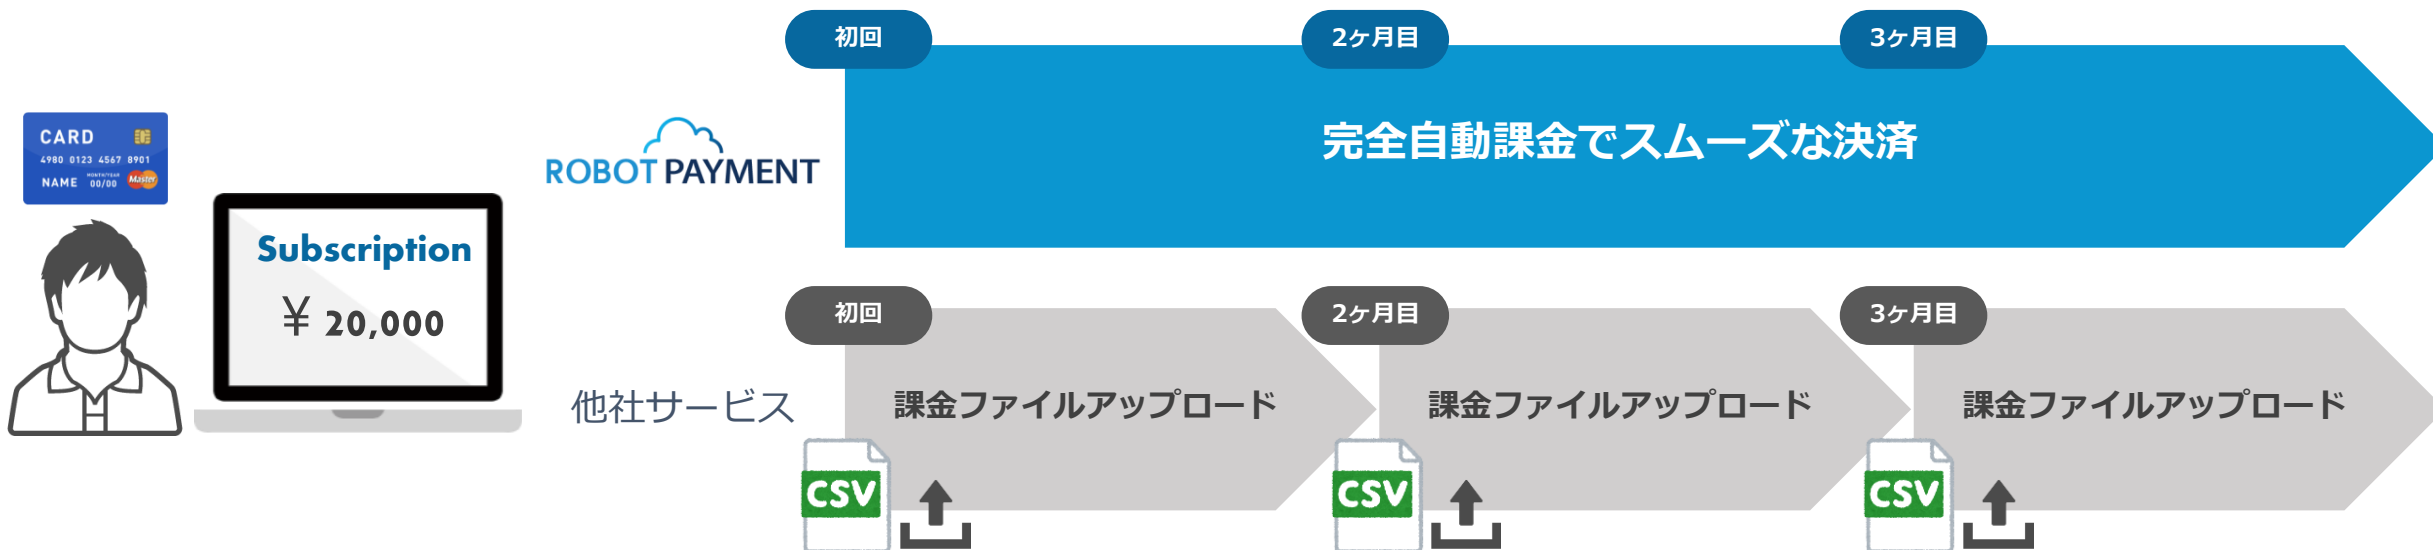 CARD
4980 0123 4567 8901
MONTH/YEAR
NAME 00/00 Master
Subscription
¥ 20,000
ROBOT PAYMENT
初回 2ヶ月目 3ヶ月目
完全自動課金でスムーズな決済
他社サービス
初回 2ヶ月目 3ヶ月目
課金ファイルアップロード 課金ファイルアップロード 課金ファイルアップロード
CSV CSV CSV